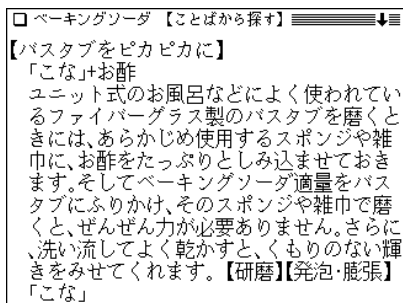 ベーキングソーダ 【ことばから探す】
【バスタブをピカピカに】
「こな」+お酢
ユニット式のお風呂などによく使われてい
るファイバーグラス製のバスタブを磨くと
きには、あらかじめ使用するスポンジや雑
巾に、お酢をたっぷりとしみ込ませておき
ます。そしてベーキングソーダ適量をバス
タブにふりかけ、そのスポンジや雑巾で磨
くと、ぜんぜん力が必要ありません。さらに
、洗い流してよく乾かすと、くもりのない輝
きをみせてくれます。【研磨】【発泡・膨張】
「こな」